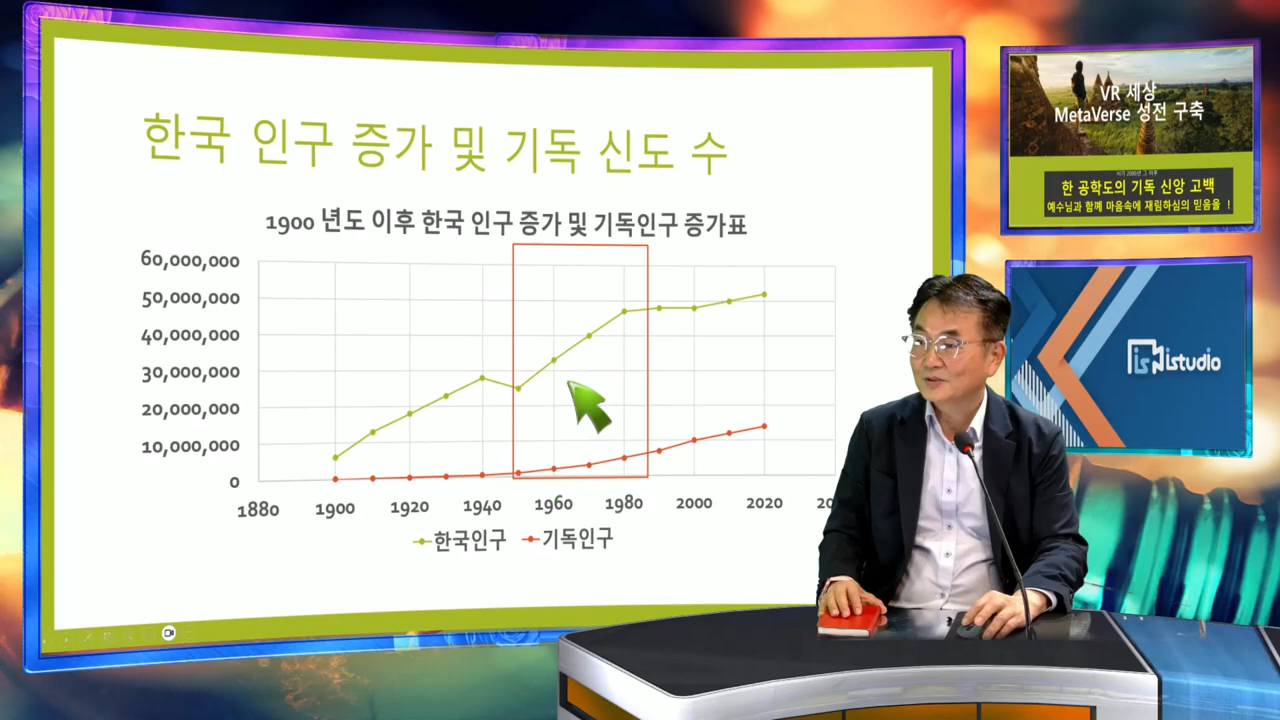 한국 인구 증가 및 기독 신도 수
1900 년도 이후 한국 인구 증가 및 기독인구 증가표
60,000,000
50,000,000
40,000,000
30,000,000
20,000,000
10,000,000
0
1880 1900 1920 1940 1960 1980 2000 2020 20
한국인구 기독인구
VR 세상
MetaVerse 성전 구축
한 공학도의 기독 신앙 고백
예수님과 함께 마음속에 재림하심의 믿음을 !
is istudio